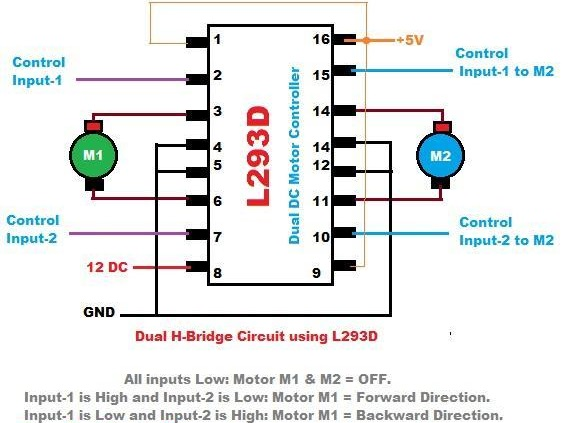 1
16
+5V
Control
Input-1
2
15
Control
Input-1 to M2
3
14
M1
4
14
M2
5
12
6
11
Control
Input-2
7
10
Control
Input-2 to M2
12 DC
8
9
L293D
Dual DC Motor Controller
GND
Dual H-Bridge Circuit using L293D
All inputs Low: Motor M1 & M2 = OFF.
Input-1 is High and Input-2 is Low: Motor M1 = Forward Direction.
Input-1 is Low and Input-2 is High: Motor M1 = Backward Direction.